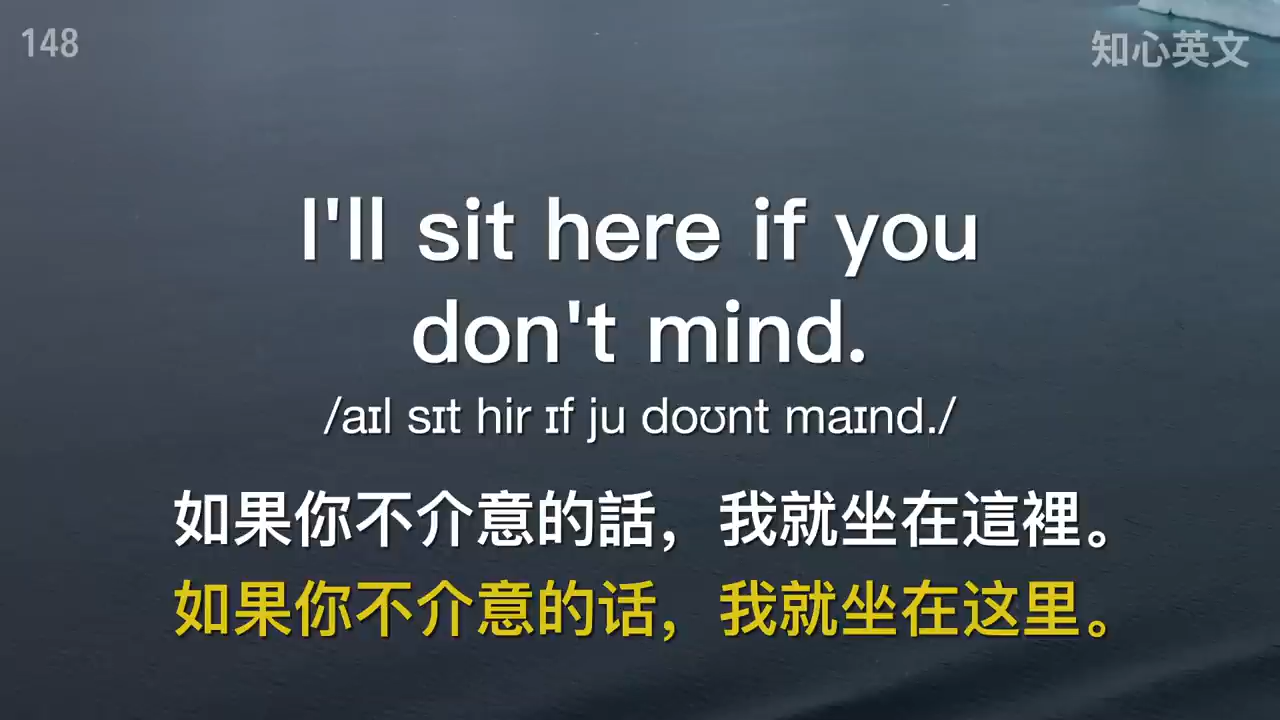 148
知心英文
I'll sit here if you
don't mind.
/aɪl sɪt hir ɪf ju doʊnt maɪnd./
如果你不介意的話，我就坐在這裡。
如果你不介意的话，我就坐在这里。